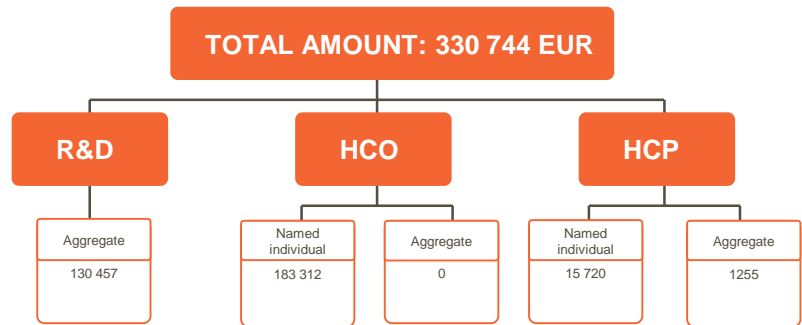 TOTAL AMOUNT: 330 744 EUR
R&D
HCO
HCP
Aggregate
130 457
Named
individual
183 312
Aggregate
0
Named
individual
15 720
Aggregate
1255